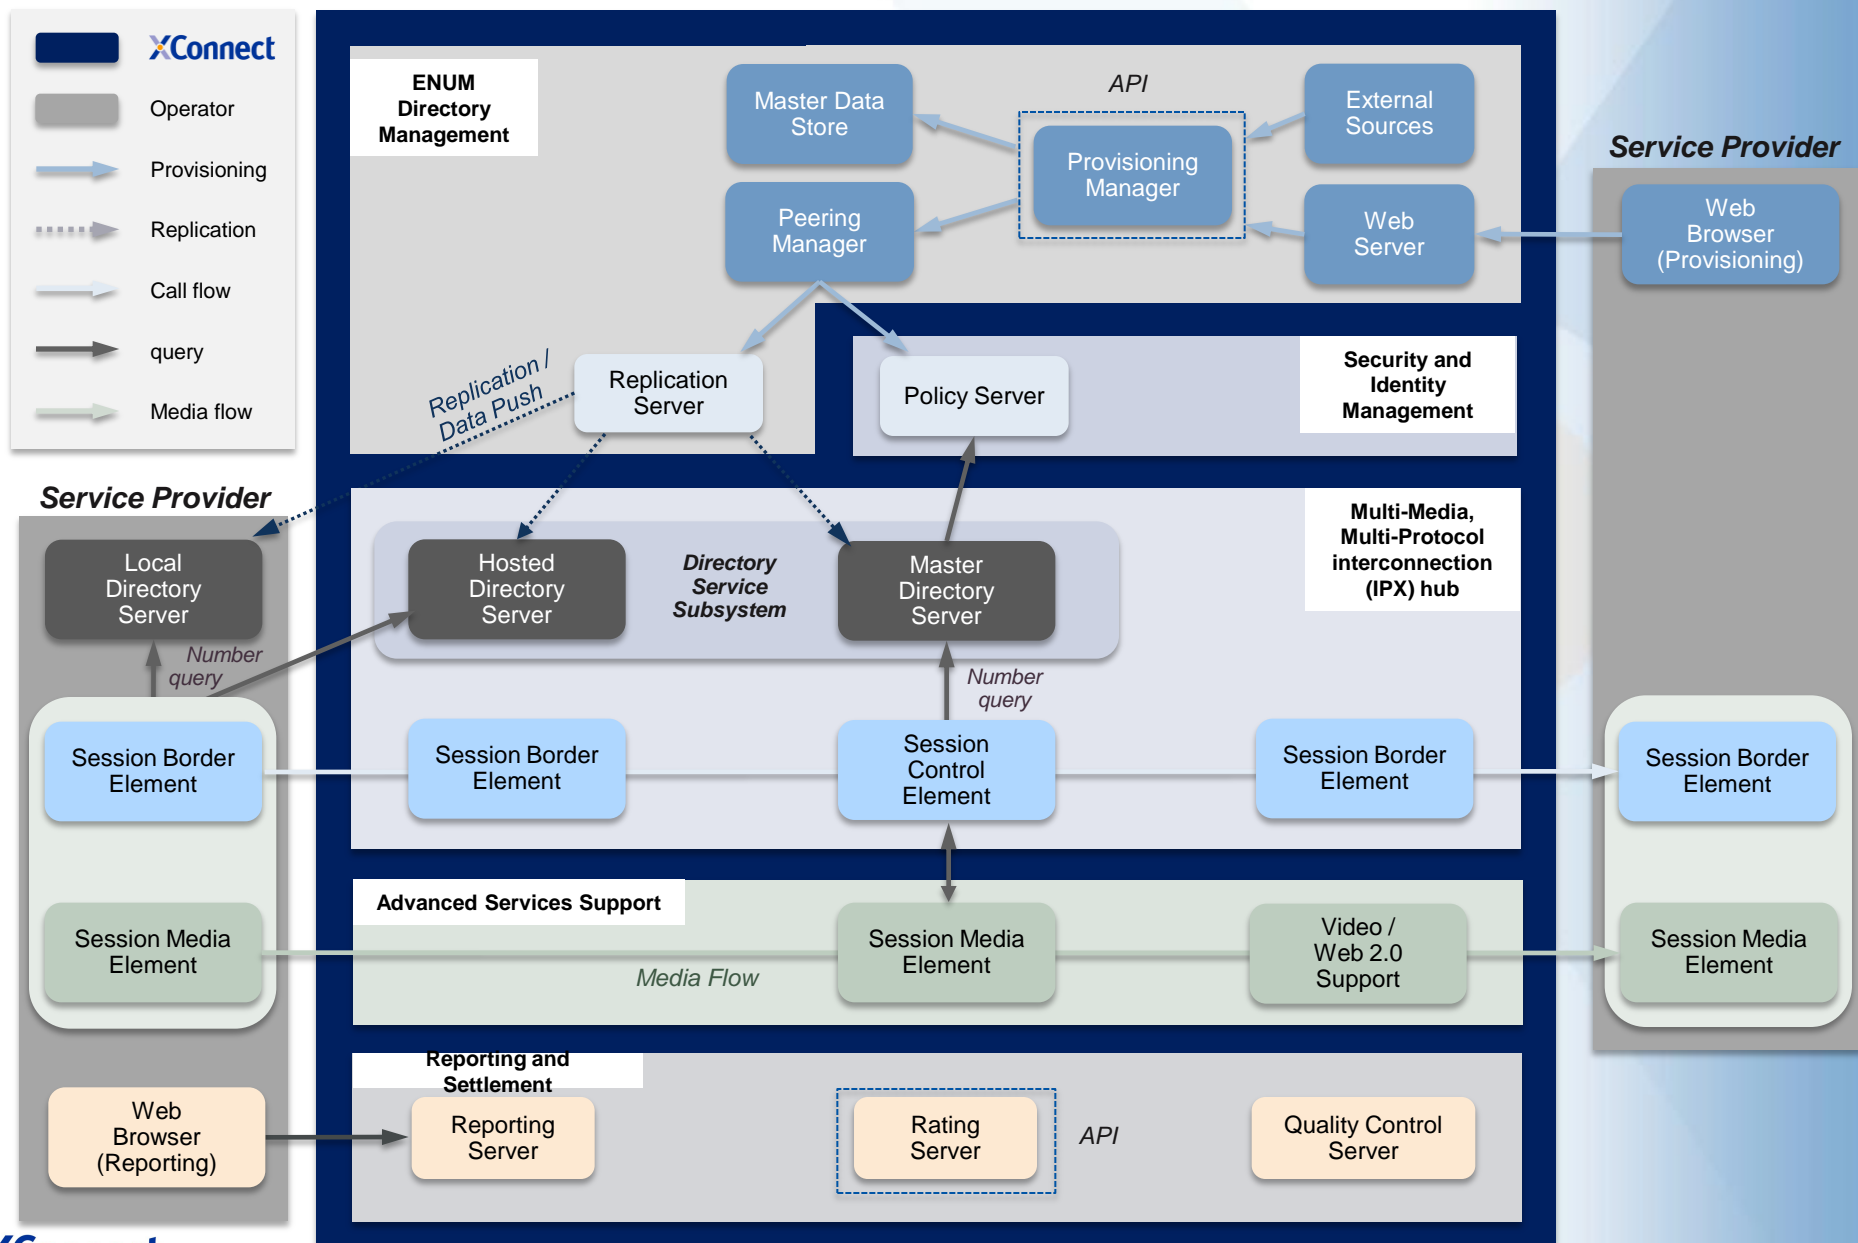 XConnect
Operator
Provisioning
Replication
Call flow
query
Media flow
ENUM
Directory
Management
API
Master Data
Store
Provisioning
Manager
External
Sources
Peering
Manager
Web
Server
Service Provider
Web
Browser
(Provisioning)
Replication /
Data Push
Replication
Server
Policy Server
Security and
Identity
Management
Service Provider
Local
Directory
Server
Hosted
Directory
Server
Directory
Service
Subsystem
Master
Directory
Server
Multi-Media,
Multi-Protocol
interconnection
(IPX) hub
Number
query
Number
query
Session Border
Element
Session Border
Element
Session
Control
Element
Session Border
Element
Session Border
Element
Advanced Services Support
Session Media
Element
Media Flow
Session Media
Element
Video /
Web 2.0
Support
Session Media
Element
Reporting and
Settlement
Web
Browser
(Reporting)
Reporting
Server
Rating
Server
API
Quality Control
Server